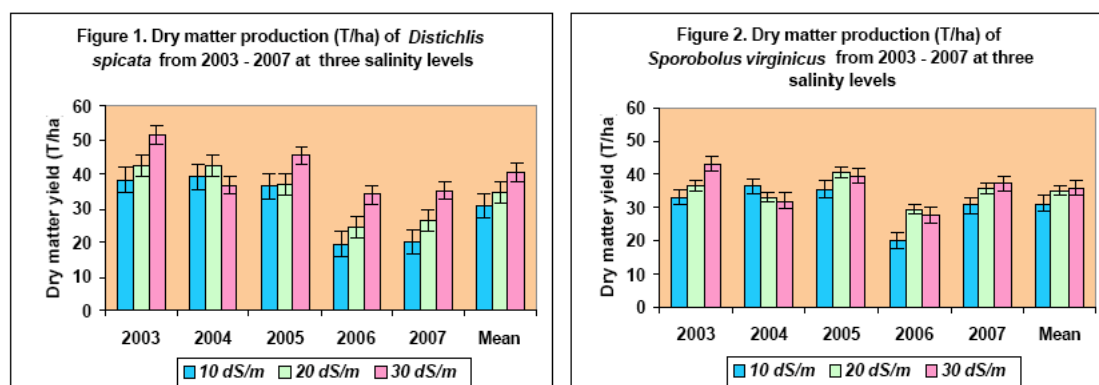 Figure 1. Dry matter production (T/ha) of Distichlis
spicata from 2003 - 2007 at three salinity levels
Dry matter yield (T/ha)
60
50
40
30
20
10
0
2003 2004 2005 2006 2007 Mean
10 dS/m 20 dS/m 30 dS/m
Figure 2. Dry matter production (T/ha) of
Sporobolus virginicus from 2003 - 2007 at three
salinity levels
Dry matter yield (T/ha)
60
50
40
30
20
10
0
2003 2004 2005 2006 2007 Mean
10 dS/m 20 dS/m 30 dS/m